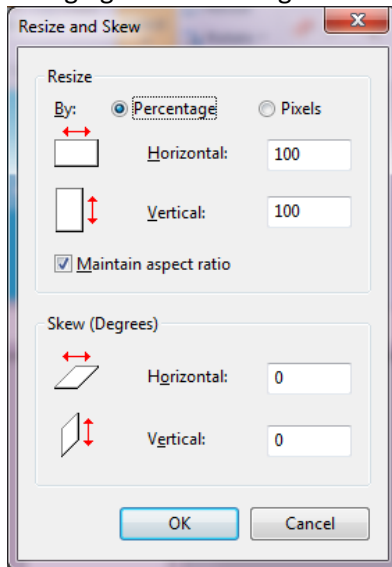 Resize and Skew
Resize
By: Percentage Pixels
Horizontal: 100
Vertical: 100
Maintain aspect ratio
Skew (Degrees)
Horizontal: 0
Vertical: 0
OK Cancel